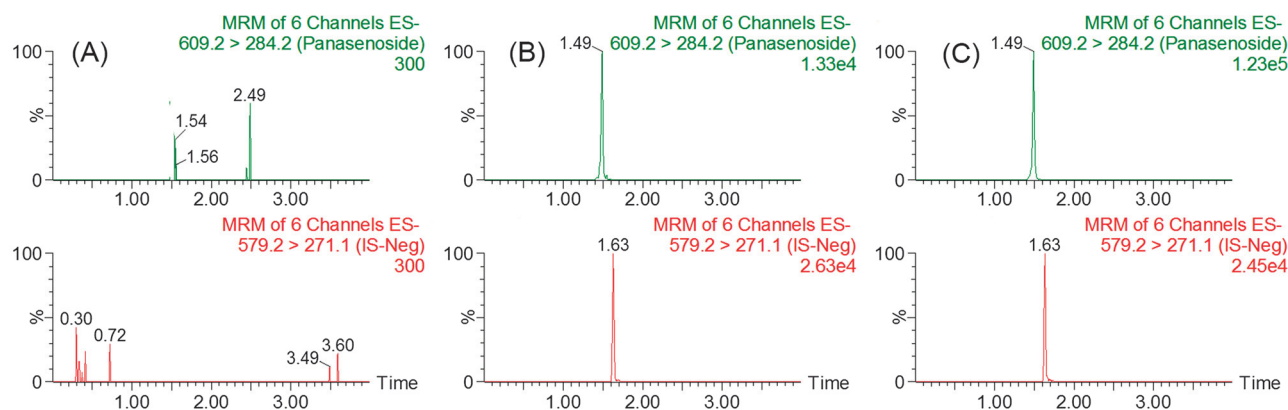 (A)
MRM of 6 Channels ES-
609.2 > 284.2 (Panasenoside)
300
100
%
0
1.54
1.56
2.49
1.00 2.00 3.00
MRM of 6 Channels ES-
579.2 > 271.1 (IS-Neg)
300
100
%
0
0.30
0.72
3.49
3.60
1.00 2.00 3.00 Time
(B)
MRM of 6 Channels ES-
609.2 > 284.2 (Panasenoside)
1.33e4
100
%
0
1.49
1.00 2.00 3.00
MRM of 6 Channels ES-
579.2 > 271.1 (IS-Neg)
2.63e4
100
%
0
1.63
1.00 2.00 3.00 Time
(C)
MRM of 6 Channels ES-
609.2 > 284.2 (Panasenoside)
1.23e5
100
%
0
1.49
1.00 2.00 3.00
MRM of 6 Channels ES-
579.2 > 271.1 (IS-Neg)
2.45e4
100
%
0
1.63
1.00 2.00 3.00 Time